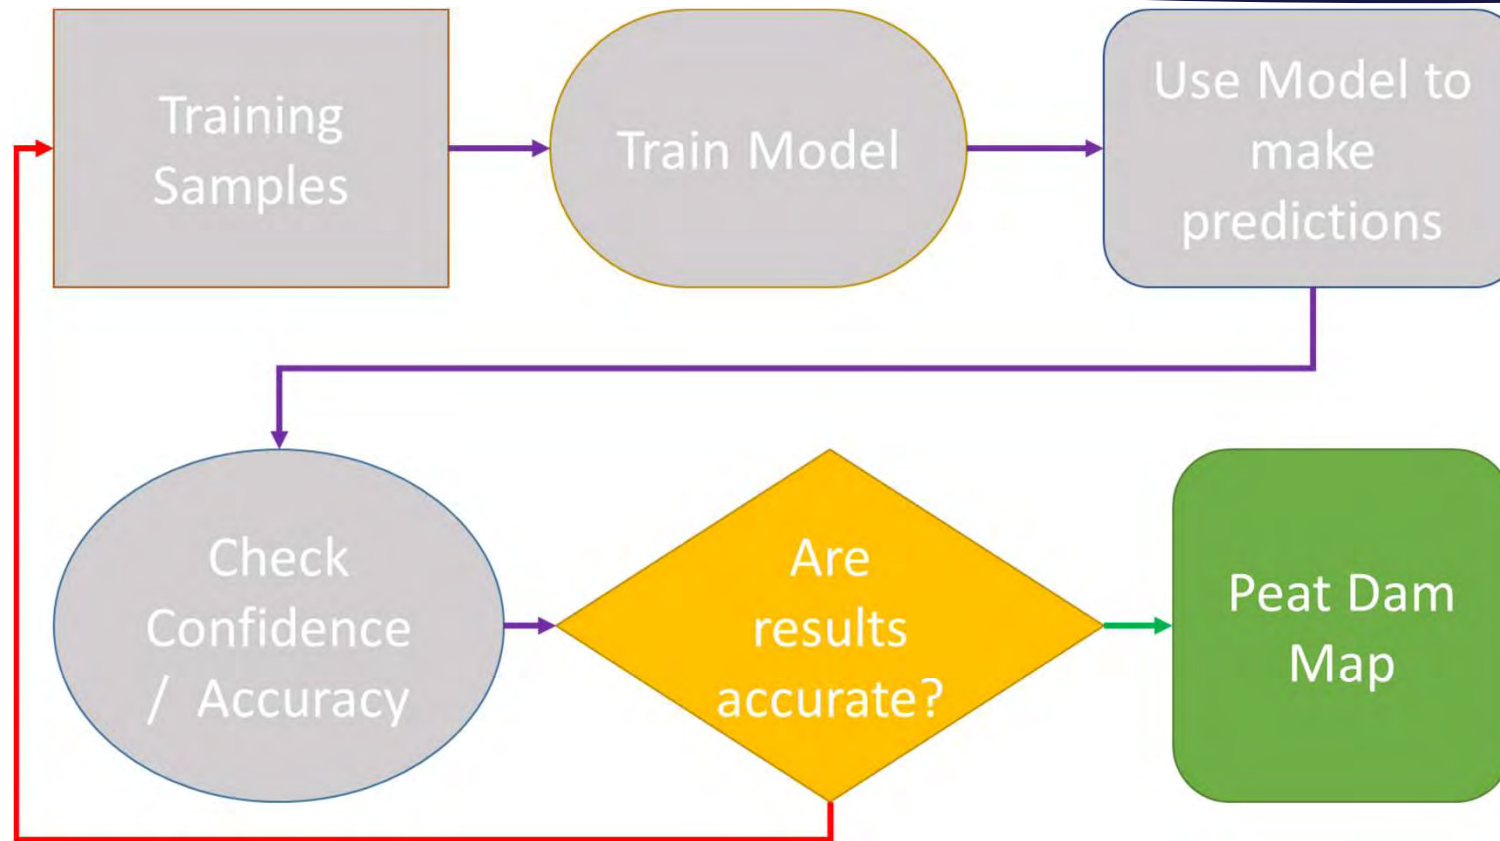 Training
Samples
Train Model
Use Model to
make
predictions
Check
Confidence
/ Accuracy
Are
results
accurate?
Peat Dam
Map